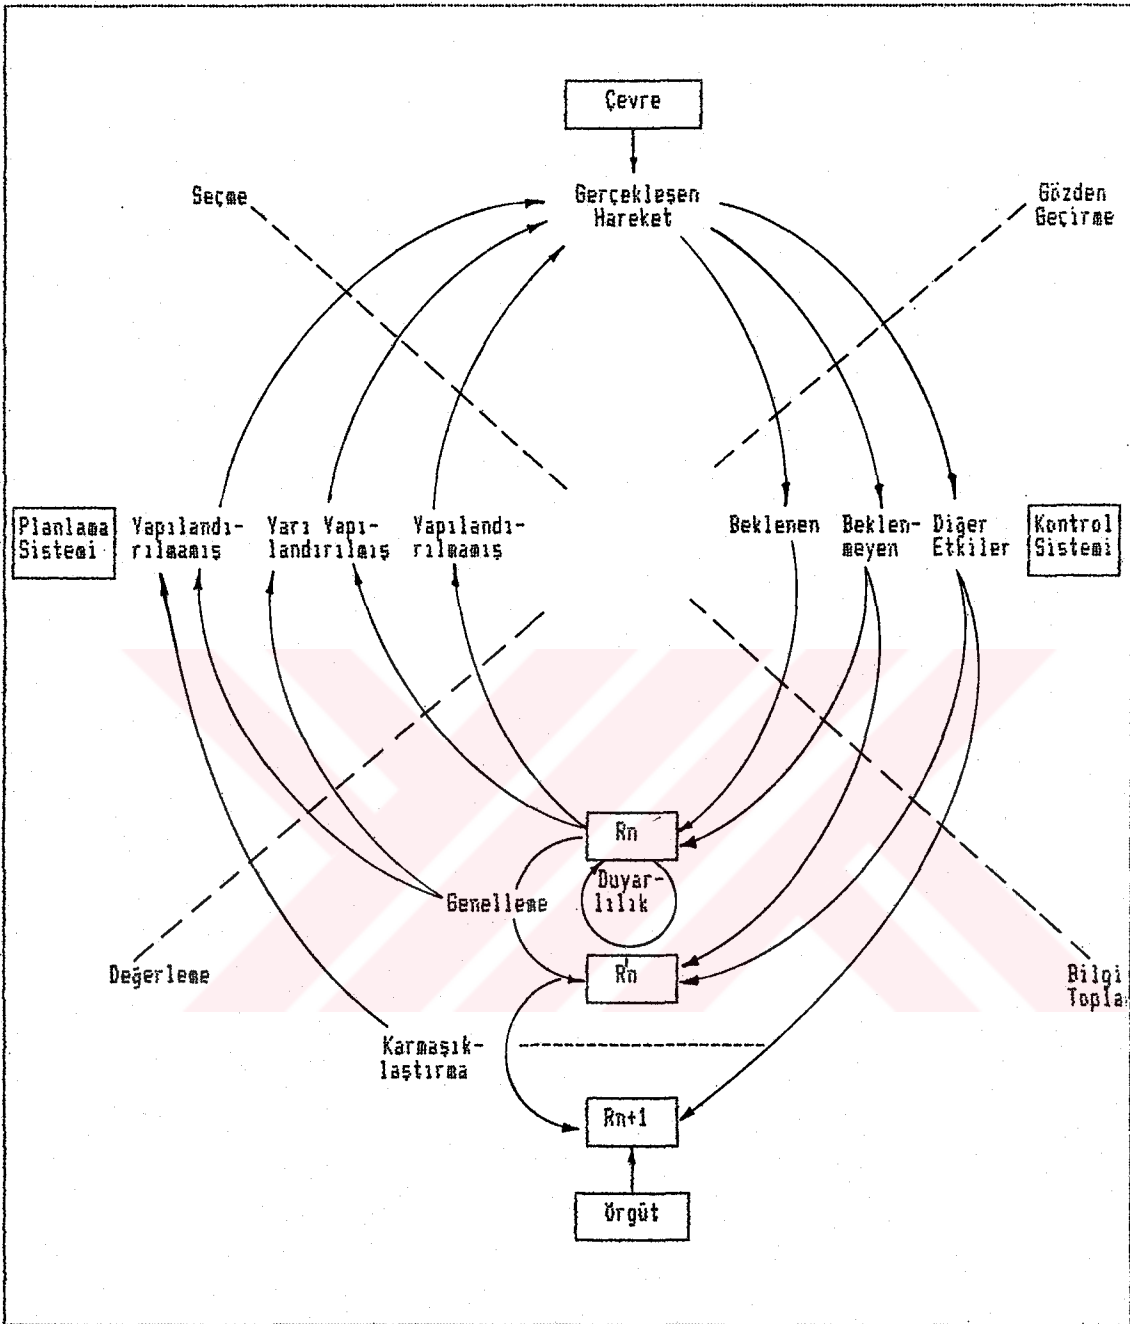 Çevre
Gerçekleşen
Hareket
Seçme
Gözden
Geçirme
Planlama
Sistemi
Yapılandı-
rılmamış
Yarı Yapı-
landırılmış
Yapılandı-
rılmamış
Beklenen
Beklen-
meyen
Diğer
Etkiler
Kontrol
Sistemi
Rn
Duyar-
lılık
Genelleme
R'n
Değerleme
Bilgi
Topla
Karmaşık-
laştırma
Rn+1
Örgüt